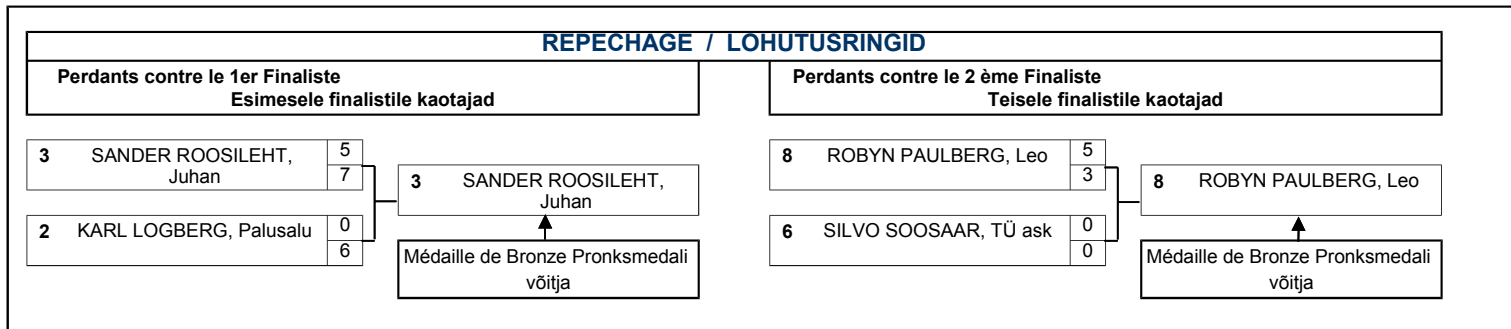 REPECHAGE / LOHUTUSRINGID
Perdants contre le 1er Finaliste
Esimesele finalistile kaotajad
Perdants contre le 2 ème Finaliste
Teisele finalistile kaotajad
3 SANDER ROOSILEHT, 5
Juhan 7
3 SANDER ROOSILEHT,
Juhan
2 KARL LOGBERG, Palusalu 0
6
Médaille de Bronze Pronksmedali
võitja
8 ROBYN PAULBERG, Leo 5
3
8 ROBYN PAULBERG, Leo
6 SILVO SOOSAAR, TÜ ask 0
0
Médaille de Bronze Pronksmedali
võitja